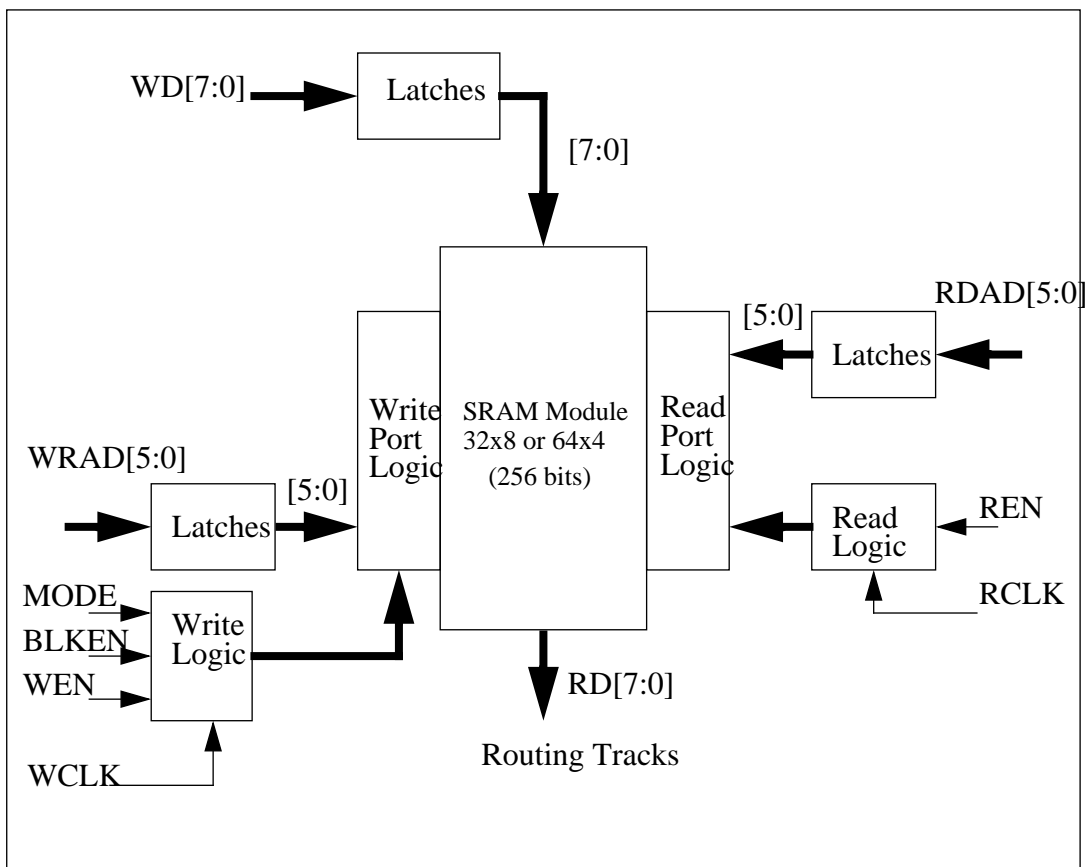 WD[7:0]
Latches
[7:0]
RDAD[5:0]
[5:0]
Latches
Write
Port
Logic
SRAM Module
32x8 or 64x4
(256 bits)
Read
Port
Logic
WRAD[5:0]
[5:0]
Latches
Read
Logic
REN
RCLK
MODE
BLKEN
WEN
WCLK
Write
Logic
RD[7:0]
Routing Tracks